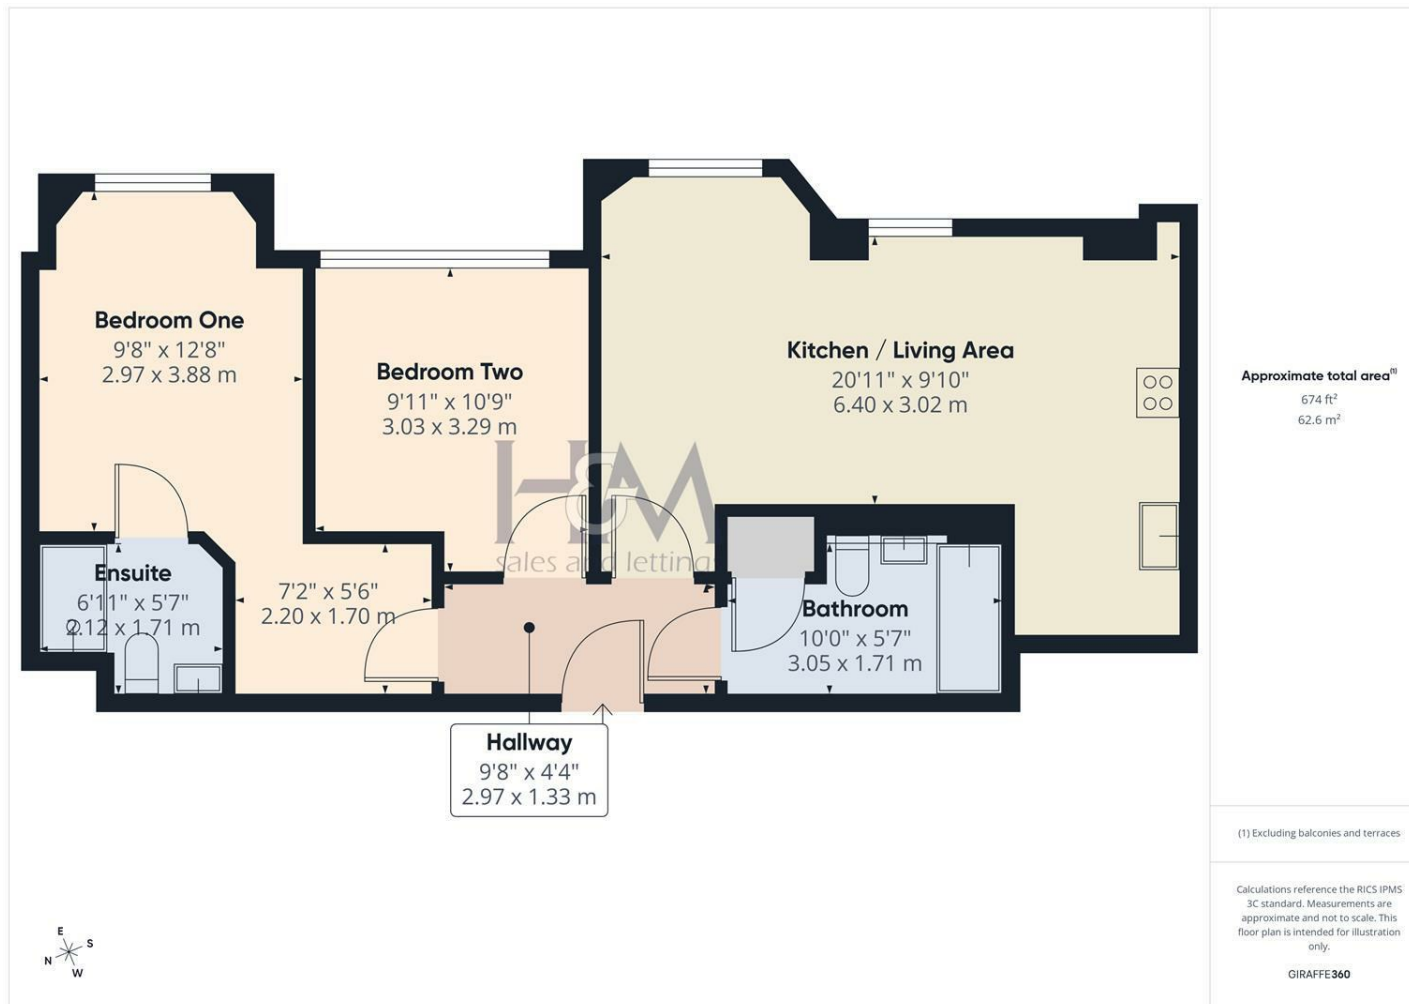 Bedroom One
9'8" x 12'8"
2.97 x 3.88 m
Bedroom Two
9'11" x 10'9"
3.03 x 3.29 m
Kitchen / Living Area
20'11" x 9'10"
6.40 x 3.02 m
H&M
sales and lettings
Ensuite
6'11" x 5'7"
2.12 x 1.71 m
7'2" x 5'6"
2.20 x 1.70 m
Bathroom
10'0" x 5'7"
3.05 x 1.71 m
Hallway
9'8" x 4'4"
2.97 x 1.33 m
E
S
N
W
Approximate total area(1)
674 ft²
62.6 m²
(1) Excluding balconies and terraces
Calculations reference the RICS IPMS
3C standard. Measurements are
approximate and not to scale. This
floor plan is intended for illustration
only.
GIRAFFE360